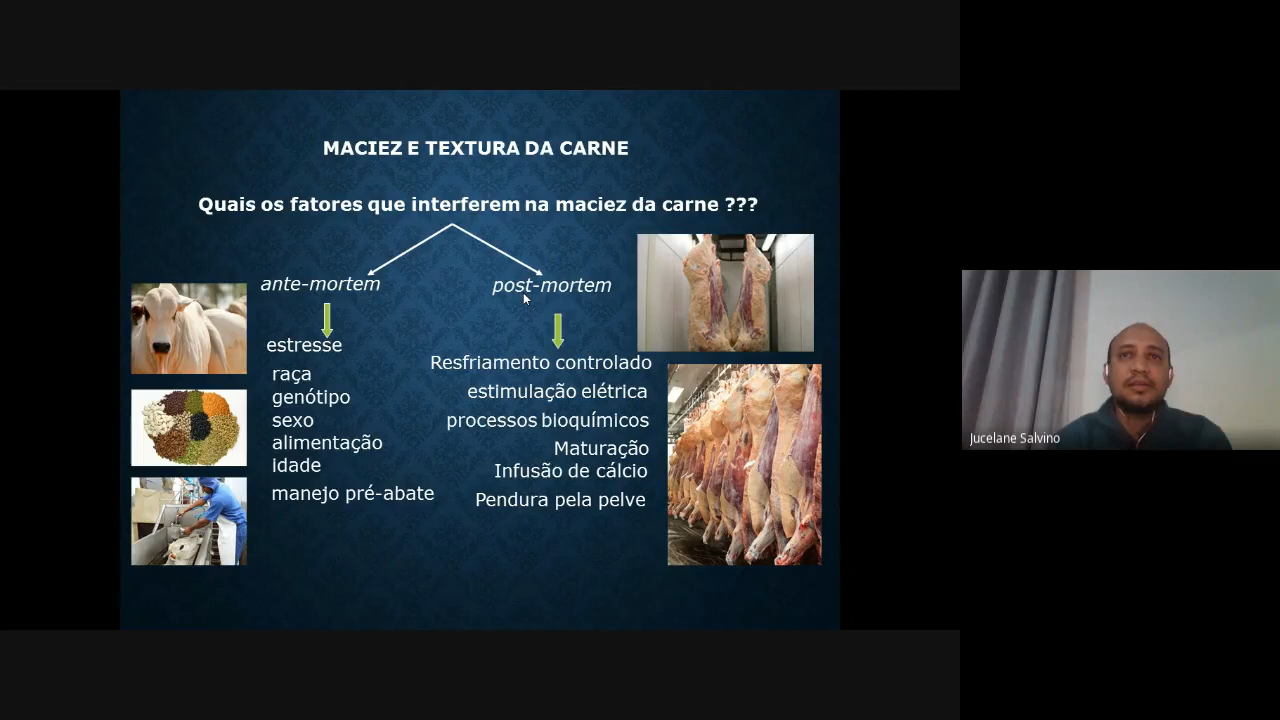 MACIEZ E TEXTURA DA CARNE
Quais os fatores que interferem na maciez da carne ???
ante-mortem
estresse
raça
genótipo
sexo
alimentação
idade
manejo pré-abate
post-mortem
Resfriamento controlado
estimulação elétrica
processos bioquímicos
Maturação
Infusão de cálcio
Pendura pela pelve
Jucelane Salvino